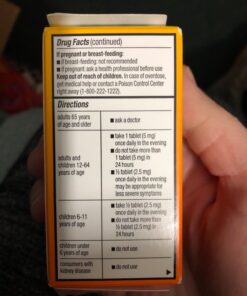 Drug Facts (continued)
If pregnant or breast-feeding:
■ if breast-feeding: not recommended
■ if pregnant: ask a health professional before use
Keep out of reach of children. In case of overdose,
get medical help or contact a Poison Control Center
right away (1-800-222-1222).
Directions
adults 65 years
of age and older
■ ask a doctor
adults and
children 12-64
years of age
■ take 1 tablet (5 mg)
once daily in the evening
■ do not take more than
1 tablet (5 mg) in
24 hours
■ ½ tablet (2.5 mg)
once daily in the evening
may be appropriate for
less severe symptoms
children 6-11
years of age
■ take ½ tablet (2.5 mg)
once daily in the evening
■ do not take more than
½ tablet (2.5 mg) in
24 hours
children under
6 years of age
■ do not use
consumers with
kidney disease
■ do not use